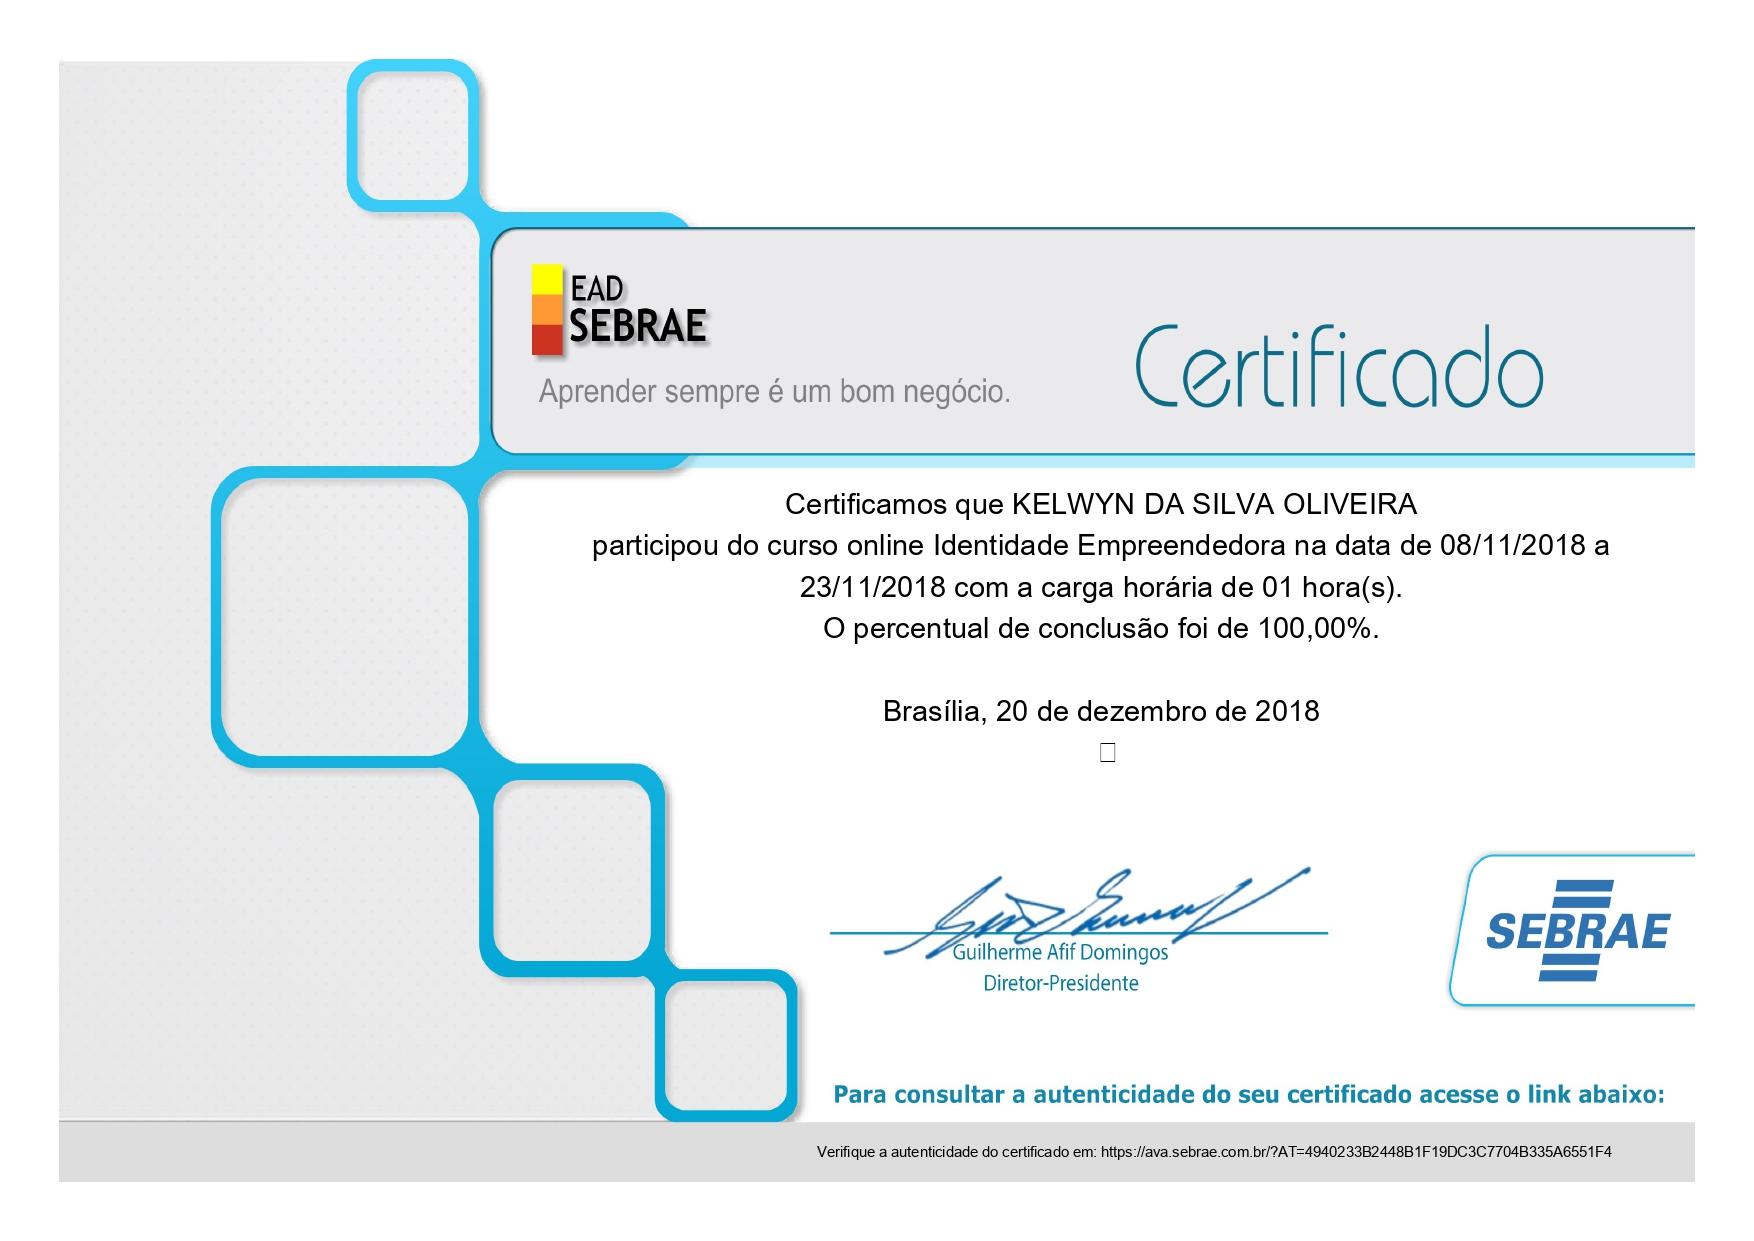 EAD
SEBRAE
Aprender sempre é um bom negócio.
Certificado
Certificamos que KELWYN DA SILVA OLIVEIRA
participou do curso online Identidade Empreendedora na data de 08/11/2018 a
23/11/2018 com a carga horária de 01 hora(s).
O percentual de conclusão foi de 100,00%.
Brasília, 20 de dezembro de 2018
Guilherme Afif Domingos
Diretor-Presidente
SEBRAE
Para consultar a autenticidade do seu certificado acesse o link abaixo:
Verifique a autenticidade do certificado em: https://ava.sebrae.com.br/?AT=4940233B2448B1F19DC3C7704B335A6551F4